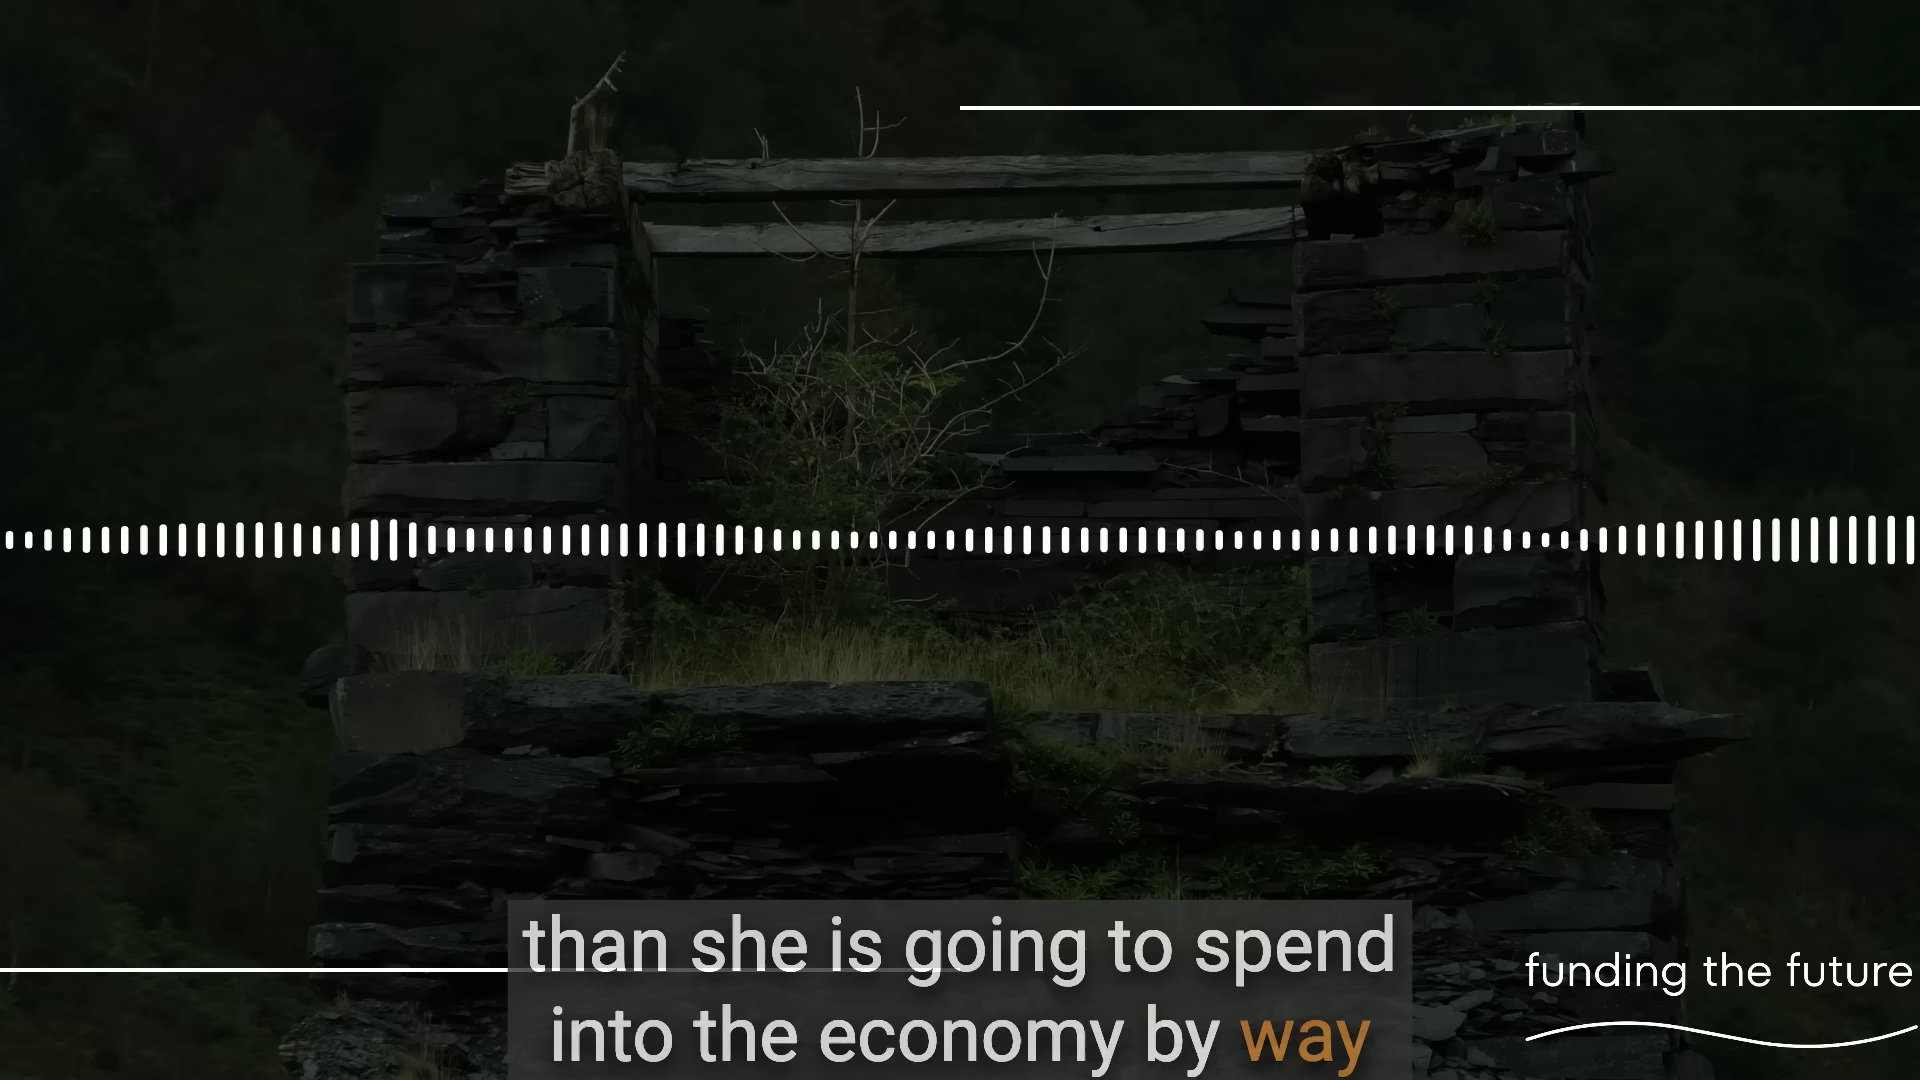 than she is going to spend
into the economy by way
funding the future